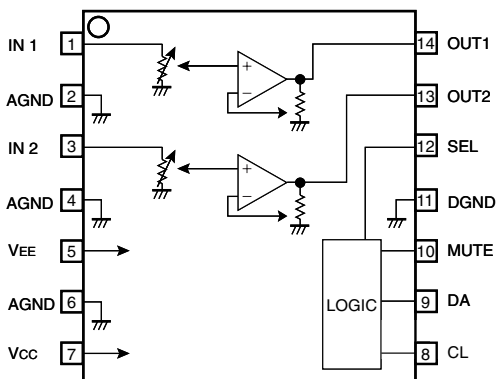 IN 1 1 14 OUT1
+
−
AGND 2 13 OUT2
IN 2 3 12 SEL
+
−
AGND 4 11 DGND
VEE 5 10 MUTE
AGND 6 LOGIC 9 DA
VCC 7 8 CL